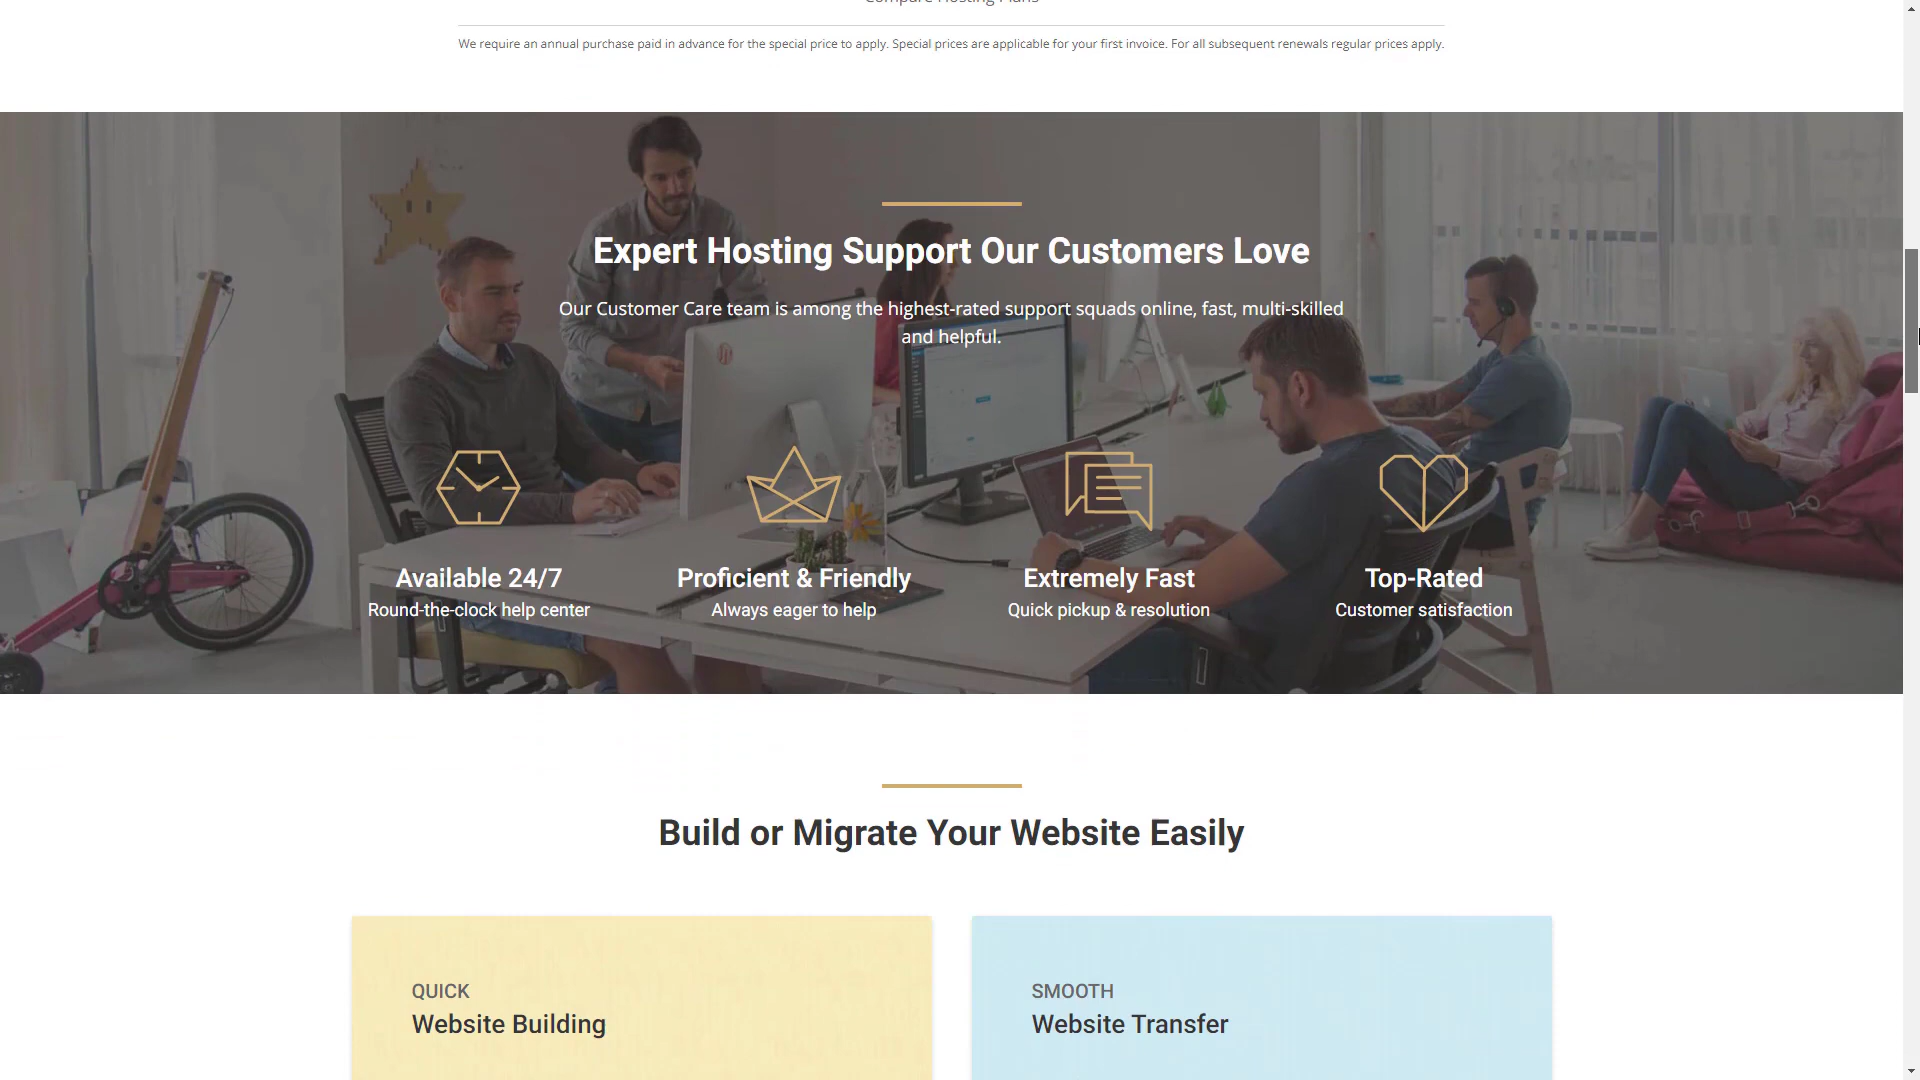 Compare Hosting Plans
We require an annual purchase paid in advance for the special price to apply. Special prices are applicable for your first invoice. For all subsequent renewals regular prices apply.
Expert Hosting Support Our Customers Love
Our Customer Care team is among the highest-rated support squads online, fast, multi-skilled
and helpful.
Available 24/7
Round-the-clock help center
Proficient & Friendly
Always eager to help
Extremely Fast
Quick pickup & resolution
Top-Rated
Customer satisfaction
Build or Migrate Your Website Easily
QUICK
Website Building
SMOOTH
Website Transfer